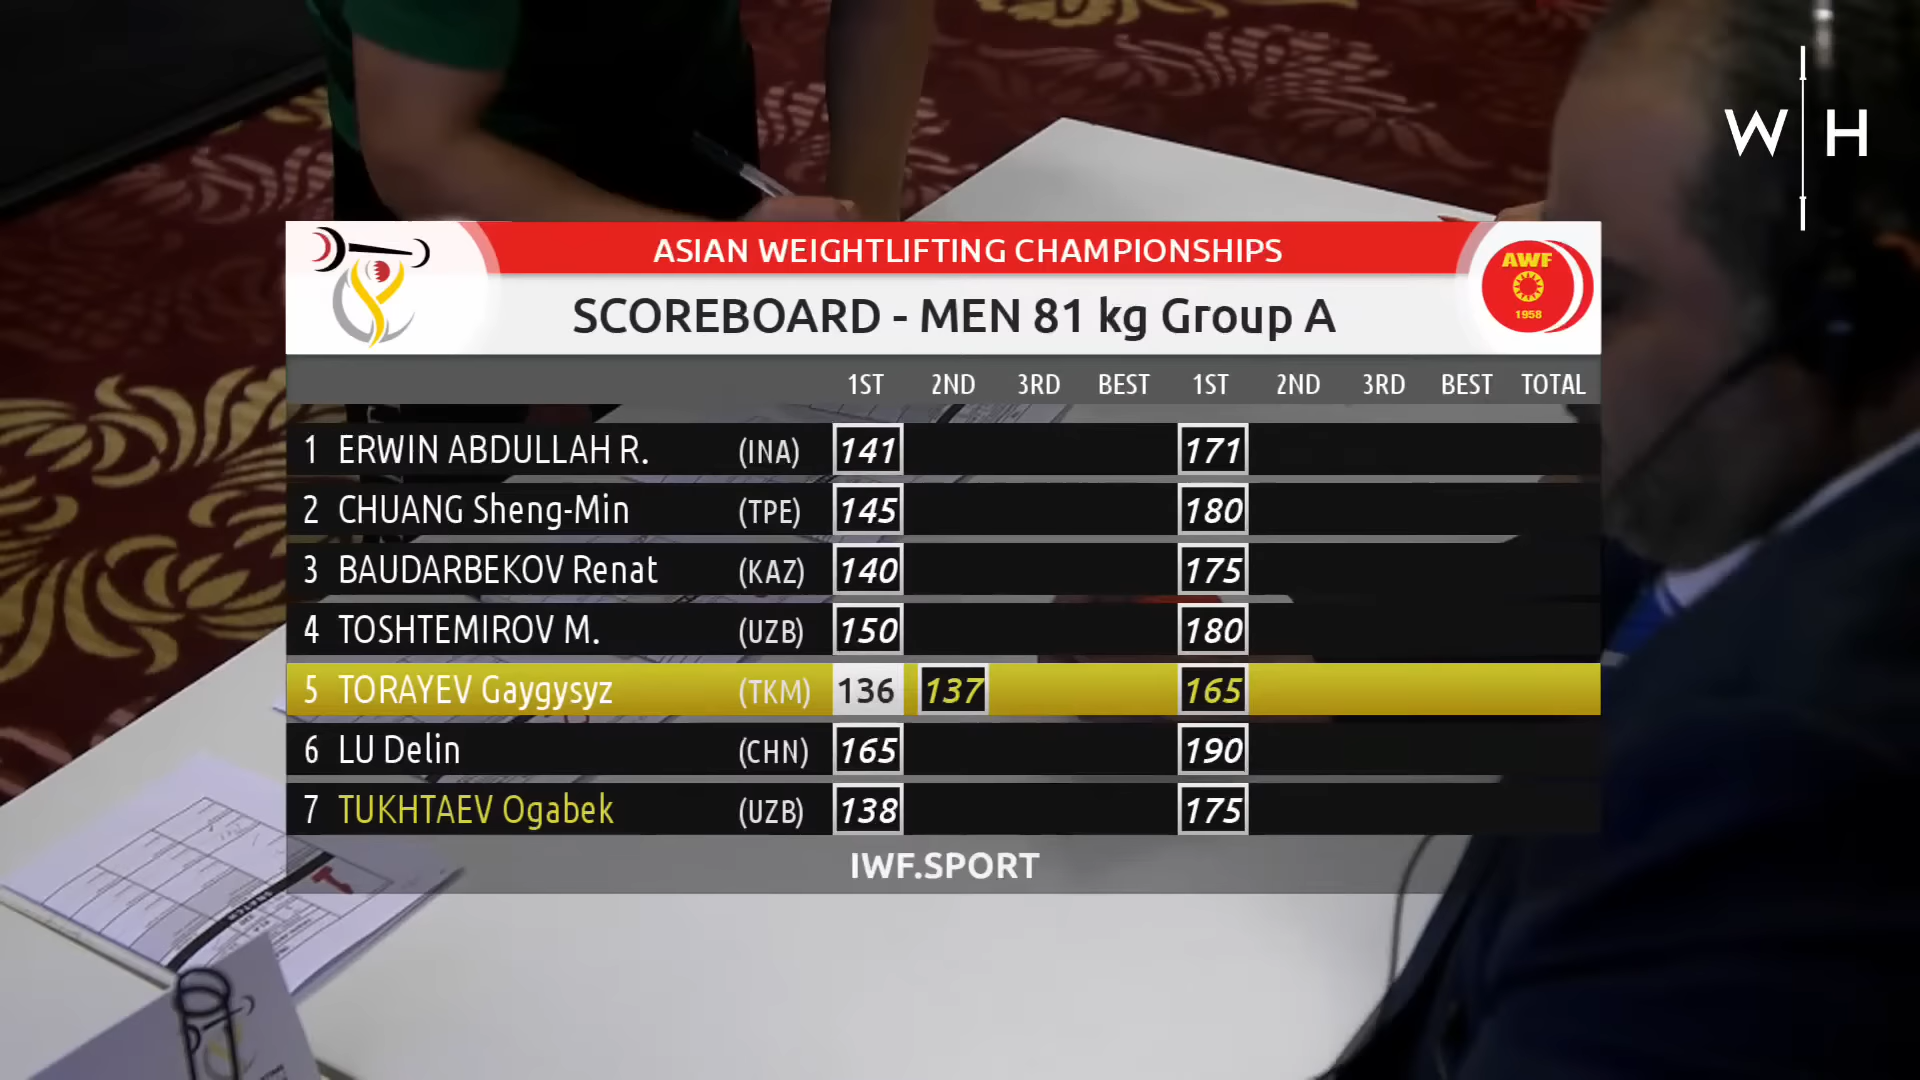 W H
ASIAN WEIGHTLIFTING CHAMPIONSHIPS
AWF
1958
SCOREBOARD - MEN 81 kg Group A
1ST 2ND 3RD BEST 1ST 2ND 3RD BEST TOTAL
1 ERWIN ABDULLAH R. (INA) 141 171
2 CHUANG Sheng-Min (TPE) 145 180
3 BAUDARBEKOV Renat (KAZ) 140 175
4 TOSHTEMIROV M. (UZB) 150 180
5 TORAYEV Gaygysyz (TKM) 136 137 165
6 LU Delin (CHN) 165 190
7 TUKHTAEV Ogabek (UZB) 138 175
IWF.SPORT
SNATCH